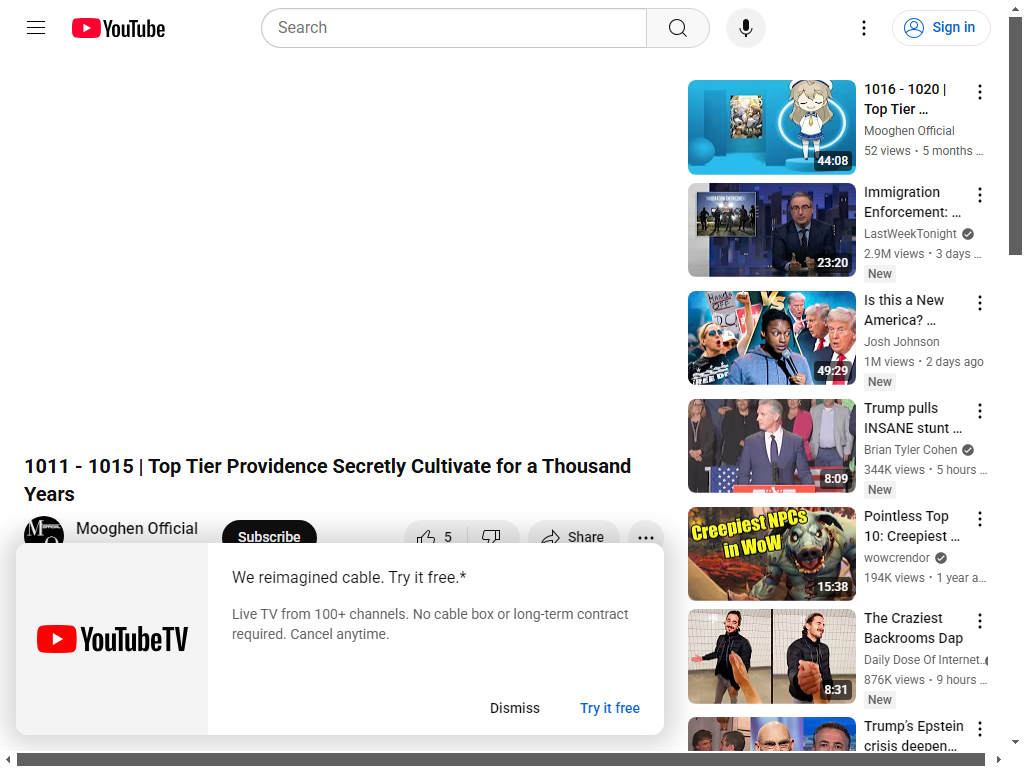 YouTube
Search
Sign in
1011 - 1015 | Top Tier Providence Secretly Cultivate for a Thousand
Years
Mooghen Official
Subscribe
5
Share
YouTubeTV
We reimagined cable. Try it free.*
Live TV from 100+ channels. No cable box or long-term contract
required. Cancel anytime.
Dismiss
Try it free
44:08
1016 - 1020 |
Top Tier …
Mooghen Official
52 views • 5 months …
23:20
Immigration
Enforcement: …
LastWeekTonight
2.9M views • 3 days …
New
VS
49:29
Is this a New
America? …
Josh Johnson
1M views • 2 days ago
New
8:09
Trump pulls
INSANE stunt …
Brian Tyler Cohen
344K views • 5 hours …
New
Creepiest NPCs
in WoW
15:38
Pointless Top
10: Creepiest …
wowcrendor
194K views • 1 year a…
8:31
The Craziest
Backrooms Dap
Daily Dose Of Internet.
876K views • 9 hours …
New
Trump’s Epstein
crisis deepen…